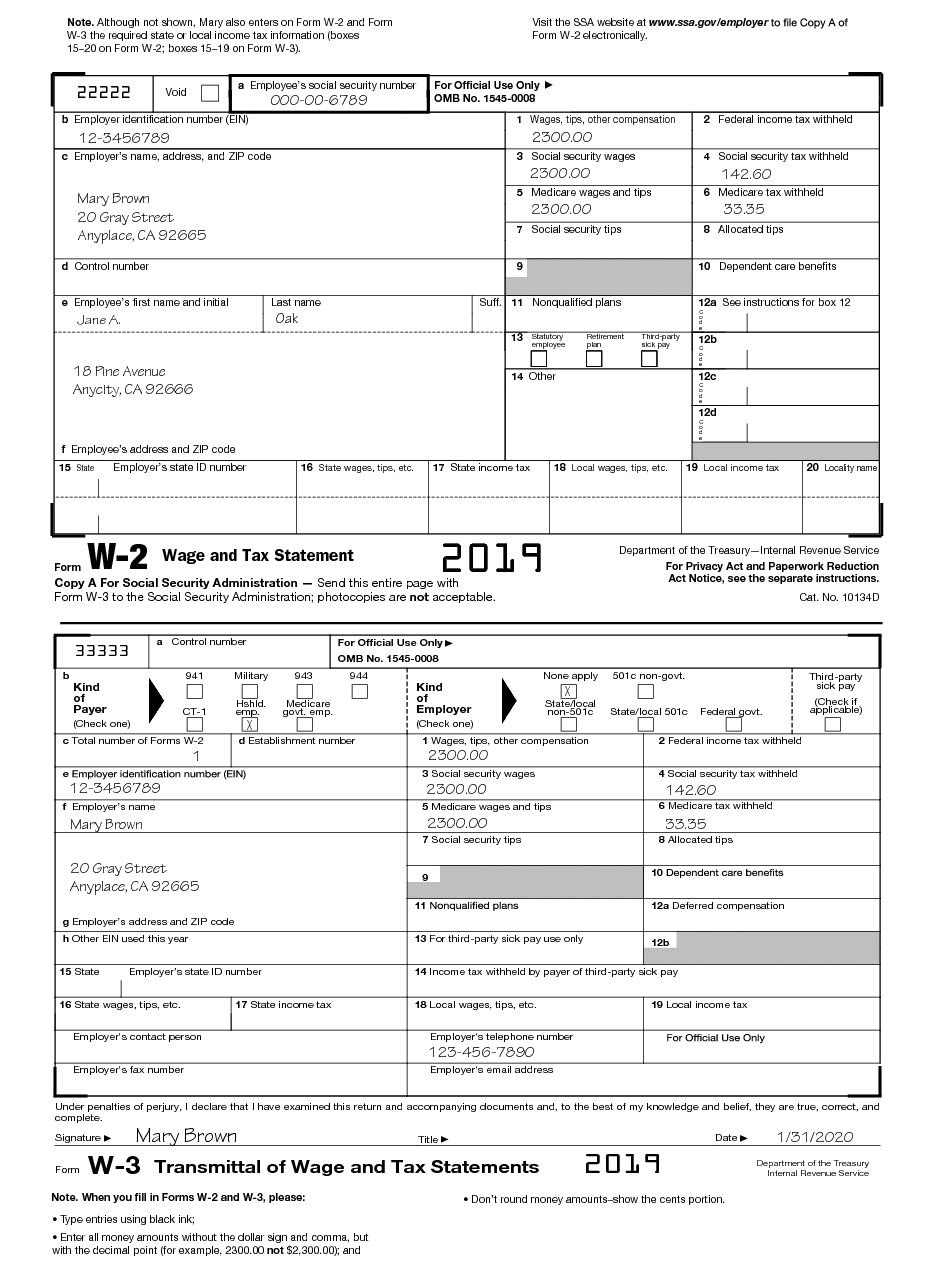 Note. Although not shown, Mary also enters on Form W-2 and Form
W-3 the required state or local income tax information (boxes
15–20 on Form W-2; boxes 15–19 on Form W-3).
Visit the SSA website at www.ssa.gov/employer to file Copy A of
Form W-2 electronically.
22222
Void
a Employee's social security number
000-00-6789
For Official Use Only ▶
OMB No. 1545-0008
b Employer identification number (EIN)
12-3456789
1 Wages, tips, other compensation
2300.00
2 Federal income tax withheld
c Employer's name, address, and ZIP code
Mary Brown
20 Gray Street
Anyplace, CA 92665
3 Social security wages
2300.00
4 Social security tax withheld
142.60
5 Medicare wages and tips
2300.00
6 Medicare tax withheld
33.35
7 Social security tips
8 Allocated tips
d Control number
9
10 Dependent care benefits
e Employee's first name and initial
Jane A.
Last name
Oak
Suff.
11 Nonqualified plans
12a See instructions for box 12
Code
13 Statutory employee
Retirement plan
Third-party sick pay
12b
Code
18 Pine Avenue
Anycity, CA 92666
14 Other
12c
Code
12d
Code
f Employee's address and ZIP code
15 State
Employer's state ID number
16 State wages, tips, etc.
17 State income tax
18 Local wages, tips, etc.
19 Local income tax
20 Locality name
Form W-2 Wage and Tax Statement
2019
Department of the Treasury—Internal Revenue Service
For Privacy Act and Paperwork Reduction
Act Notice, see the separate instructions.
Copy A For Social Security Administration — Send this entire page with
Form W-3 to the Social Security Administration; photocopies are not acceptable.
Cat. No. 10134D
33333
a Control number
For Official Use Only ▶
OMB No. 1545-0008
b
Kind
of
Payer
(Check one)
941
Military
943
944
CT-1
Hshld. emp.
X
Medicare govt. emp.
Kind
of
Employer
(Check one)
None apply
X
501c non-govt.
State/local non-501c
State/local 501c
Federal govt.
Third-party
sick pay
(Check if
applicable)
c Total number of Forms W-2
1
d Establishment number
1 Wages, tips, other compensation
2300.00
2 Federal income tax withheld
e Employer identification number (EIN)
12-3456789
3 Social security wages
2300.00
4 Social security tax withheld
142.60
f Employer's name
Mary Brown
5 Medicare wages and tips
2300.00
6 Medicare tax withheld
33.35
20 Gray Street
Anyplace, CA 92665
7 Social security tips
8 Allocated tips
9
10 Dependent care benefits
g Employer's address and ZIP code
11 Nonqualified plans
12a Deferred compensation
h Other EIN used this year
13 For third-party sick pay use only
12b
15 State
Employer's state ID number
14 Income tax withheld by payer of third-party sick pay
16 State wages, tips, etc.
17 State income tax
18 Local wages, tips, etc.
19 Local income tax
Employer's contact person
Employer's telephone number
123-456-7890
For Official Use Only
Employer's fax number
Employer's email address
Under penalties of perjury, I declare that I have examined this return and accompanying documents and, to the best of my knowledge and belief, they are true, correct, and
complete.
Signature ▶ Mary Brown
Title ▶
Date ▶ 1/31/2020
Form W-3 Transmittal of Wage and Tax Statements
2019
Department of the Treasury
Internal Revenue Service
Note. When you fill in Forms W-2 and W-3, please:
• Type entries using black ink;
• Enter all money amounts without the dollar sign and comma, but
with the decimal point (for example, 2300.00 not $2,300.00); and
• Don't round money amounts–show the cents portion.